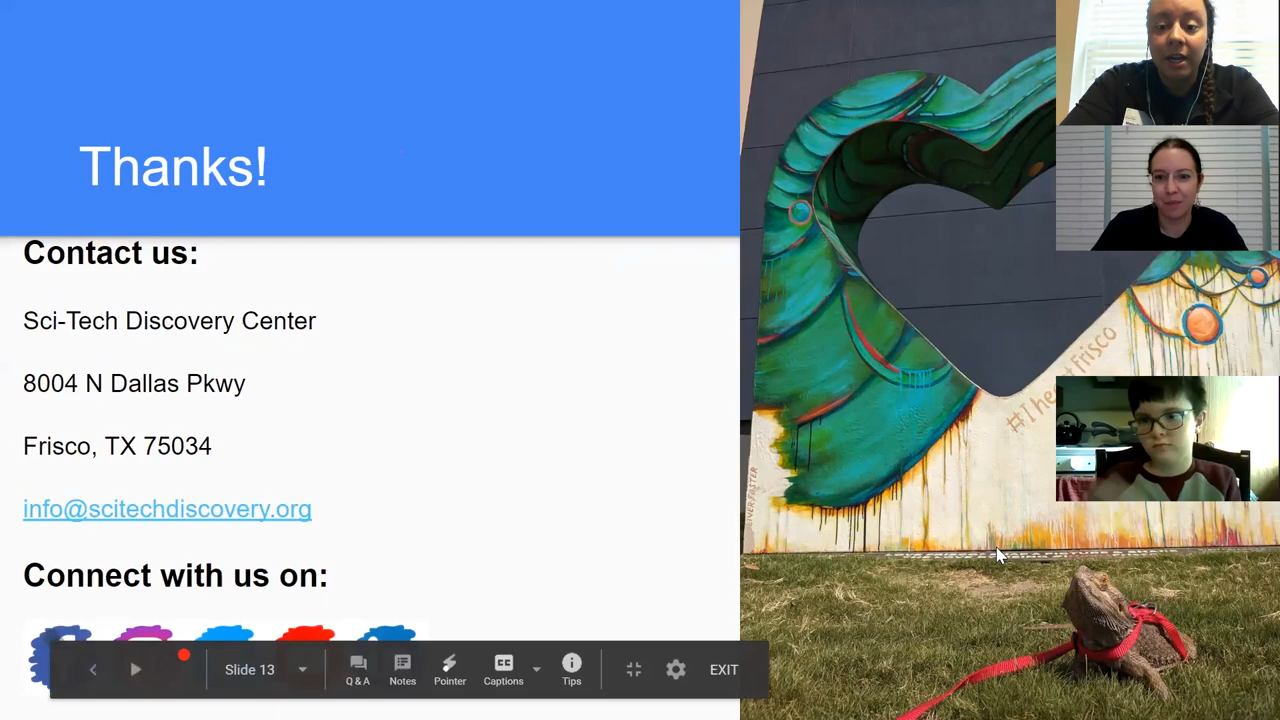 Thanks!
Contact us:
Sci-Tech Discovery Center
8004 N Dallas Pkwy
Frisco, TX 75034
info@scitechdiscovery.org
Connect with us on:
Slide 13
Q & A
Notes
Pointer
CC
Captions
Tips
EXIT